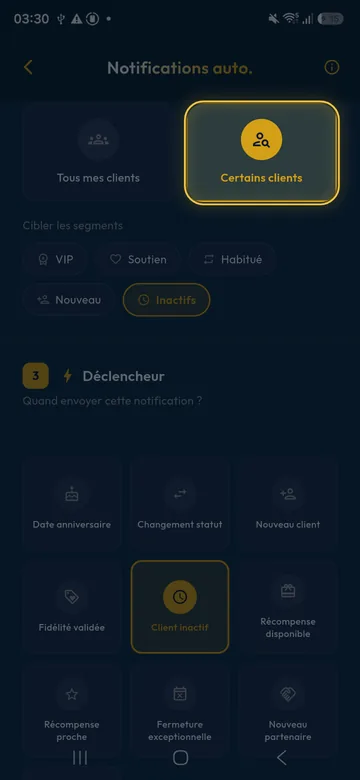 03:30
Notifications auto.
Tous mes clients
Certains clients
Cibler les segments
VIP
Soutien
Habitué
Nouveau
Inactifs
3
Déclencheur
Quand envoyer cette notification ?
Date anniversaire
Changement statut
Nouveau client
Fidélité validée
Client inactif
Récompense
disponible
Récompense
proche
Fermeture
exceptionnelle
Nouveau
partenaire